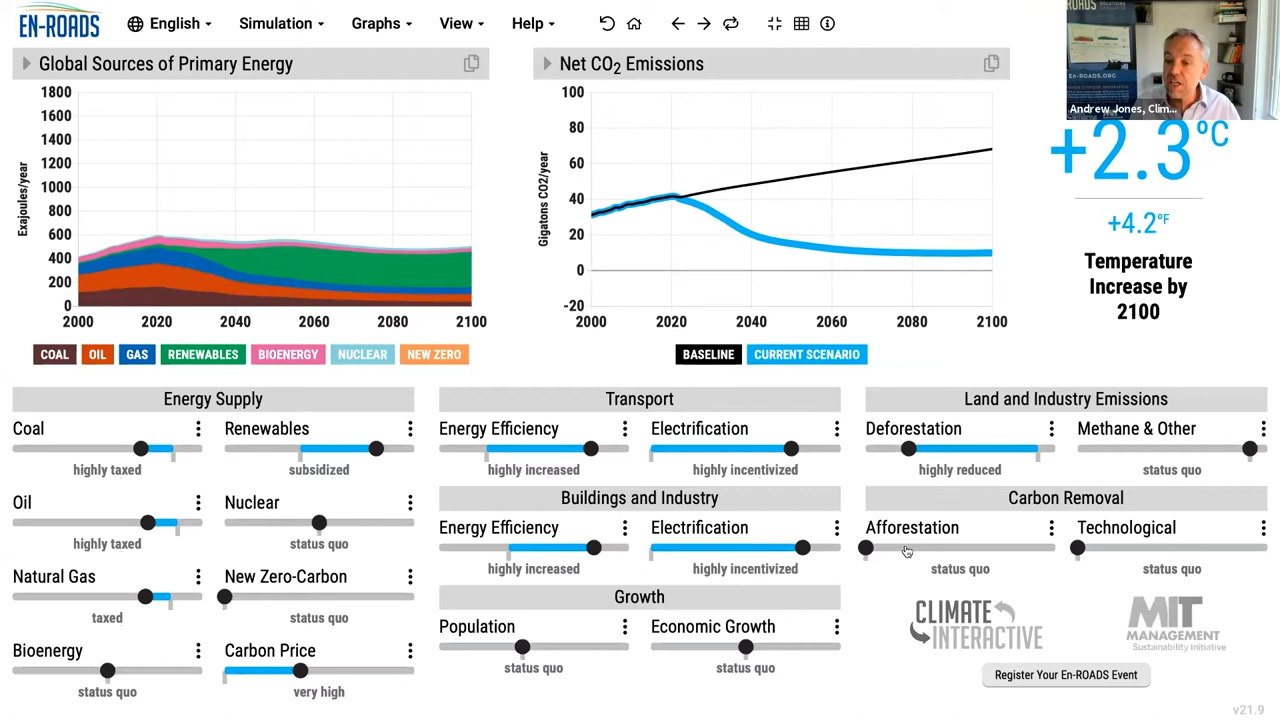 EN-ROADS
English
Simulation
Graphs
View
Help
Global Sources of Primary Energy
1800
1600
1400
1200
1000
800
600
400
200
0
Exajoules/year
2000 2020 2040 2060 2080 2100
COAL OIL GAS RENEWABLES BIOENERGY NUCLEAR NEW ZERO
Net CO2 Emissions
100
80
60
40
20
0
-20
Gigatons CO2/year
2000 2020 2040 2060 2080 2100
BASELINE CURRENT SCENARIO
En-ROADS.ORG
Andrew Jones, Clim...
+2.3°C
+4.2°F
Temperature
Increase by
2100
Energy Supply
Coal
highly taxed
Renewables
subsidized
Oil
highly taxed
Nuclear
status quo
Natural Gas
taxed
New Zero-Carbon
status quo
Bioenergy
status quo
Carbon Price
very high
Transport
Energy Efficiency
highly increased
Electrification
highly incentivized
Buildings and Industry
Energy Efficiency
highly increased
Electrification
highly incentivized
Growth
Population
status quo
Economic Growth
status quo
Land and Industry Emissions
Deforestation
highly reduced
Methane & Other
status quo
Carbon Removal
Afforestation
status quo
Technological
status quo
CLIMATE
INTERACTIVE
MIT
MANAGEMENT
Sustainability Initiative
Register Your En-ROADS Event
v21.9